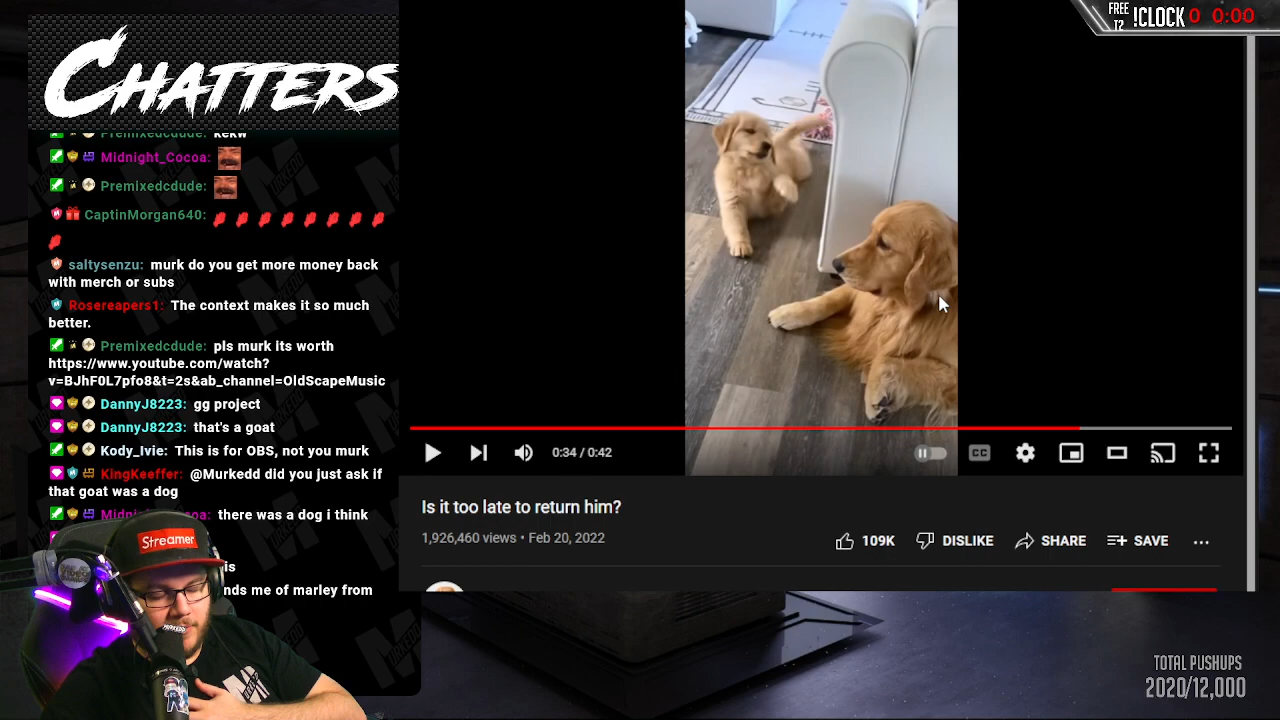 CHATTERS
FREE
12
!CLOCK 0 0:00
Premixedcdude: kekw
Midnight_Cocoa:
Premixedcdude:
CaptinMorgan640:
saltysenzu: murk do you get more money back
with merch or subs
Rosereapers1: The context makes it so much
better.
Premixedcdude: pls murk its worth
https://www.youtube.com/watch?
v=BJhF0L7pfo8&t=2s&ab_channel=OldScapeMusic
DannyJ8223: gg project
DannyJ8223: that's a goat
Kody_Ivie: This is for OBS, not you murk
KingKeeffer: @Murkedd did you just ask if
that goat was a dog
there was a dog i think
is
nds me of marley from
Streamer
0:34 / 0:42
CC
Is it too late to return him?
1,926,460 views • Feb 20, 2022
109K
DISLIKE
SHARE
SAVE
TOTAL PUSHUPS
2020/12,000